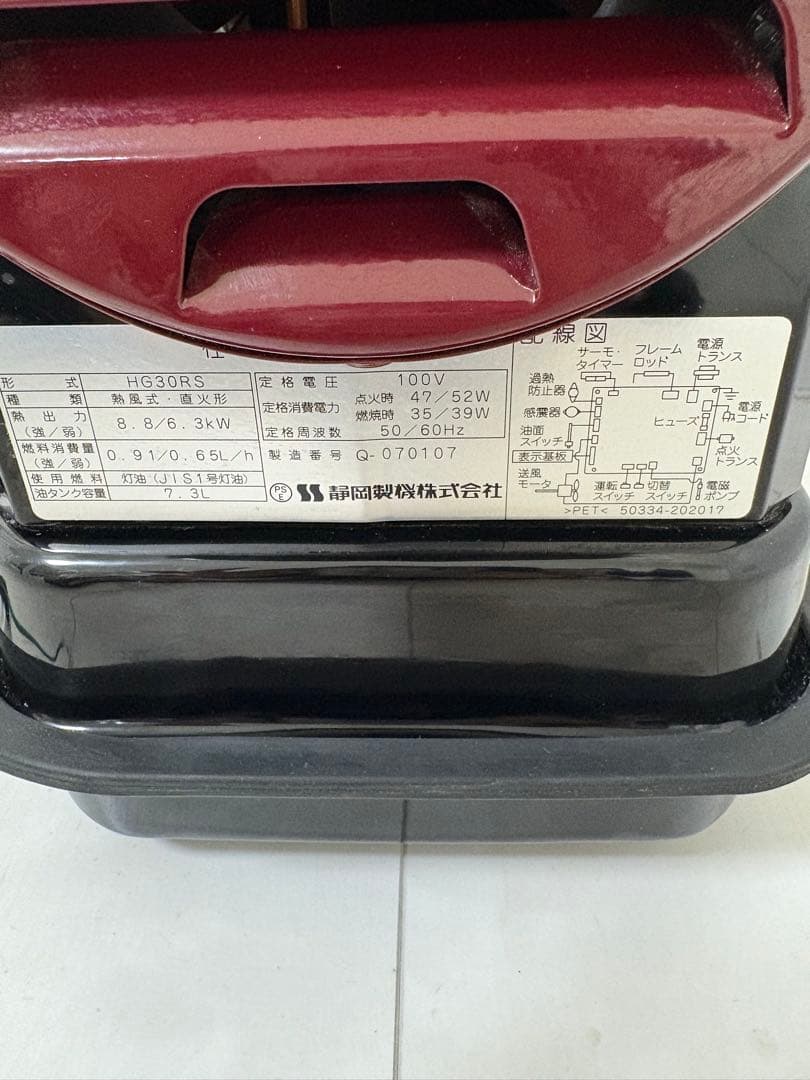 形式 HG30RS
種類 熱風式・直火形
熱出力(強/弱) 8.8/6.3kW
燃料消費量(強/弱) 0.91/0.65L/h
使用燃料 灯油(JIS1号灯油)
油タンク容量 7.3L
定格電圧 100V
定格消費電力 点火時 47/52W
燃焼時 35/39W
定格周波数 50/60Hz
製造番号 Q-070107
PSE 静岡製機株式会社
配線図
サーモ・タイマー
フレームロッド
電源トランス
過熱防止器
感震器
油面スイッチ
表示基板
送風モータ
ヒューズ
電源コード
点火トランス
運転スイッチ
切替スイッチ
電磁ポンプ
>PET< 50334-202017